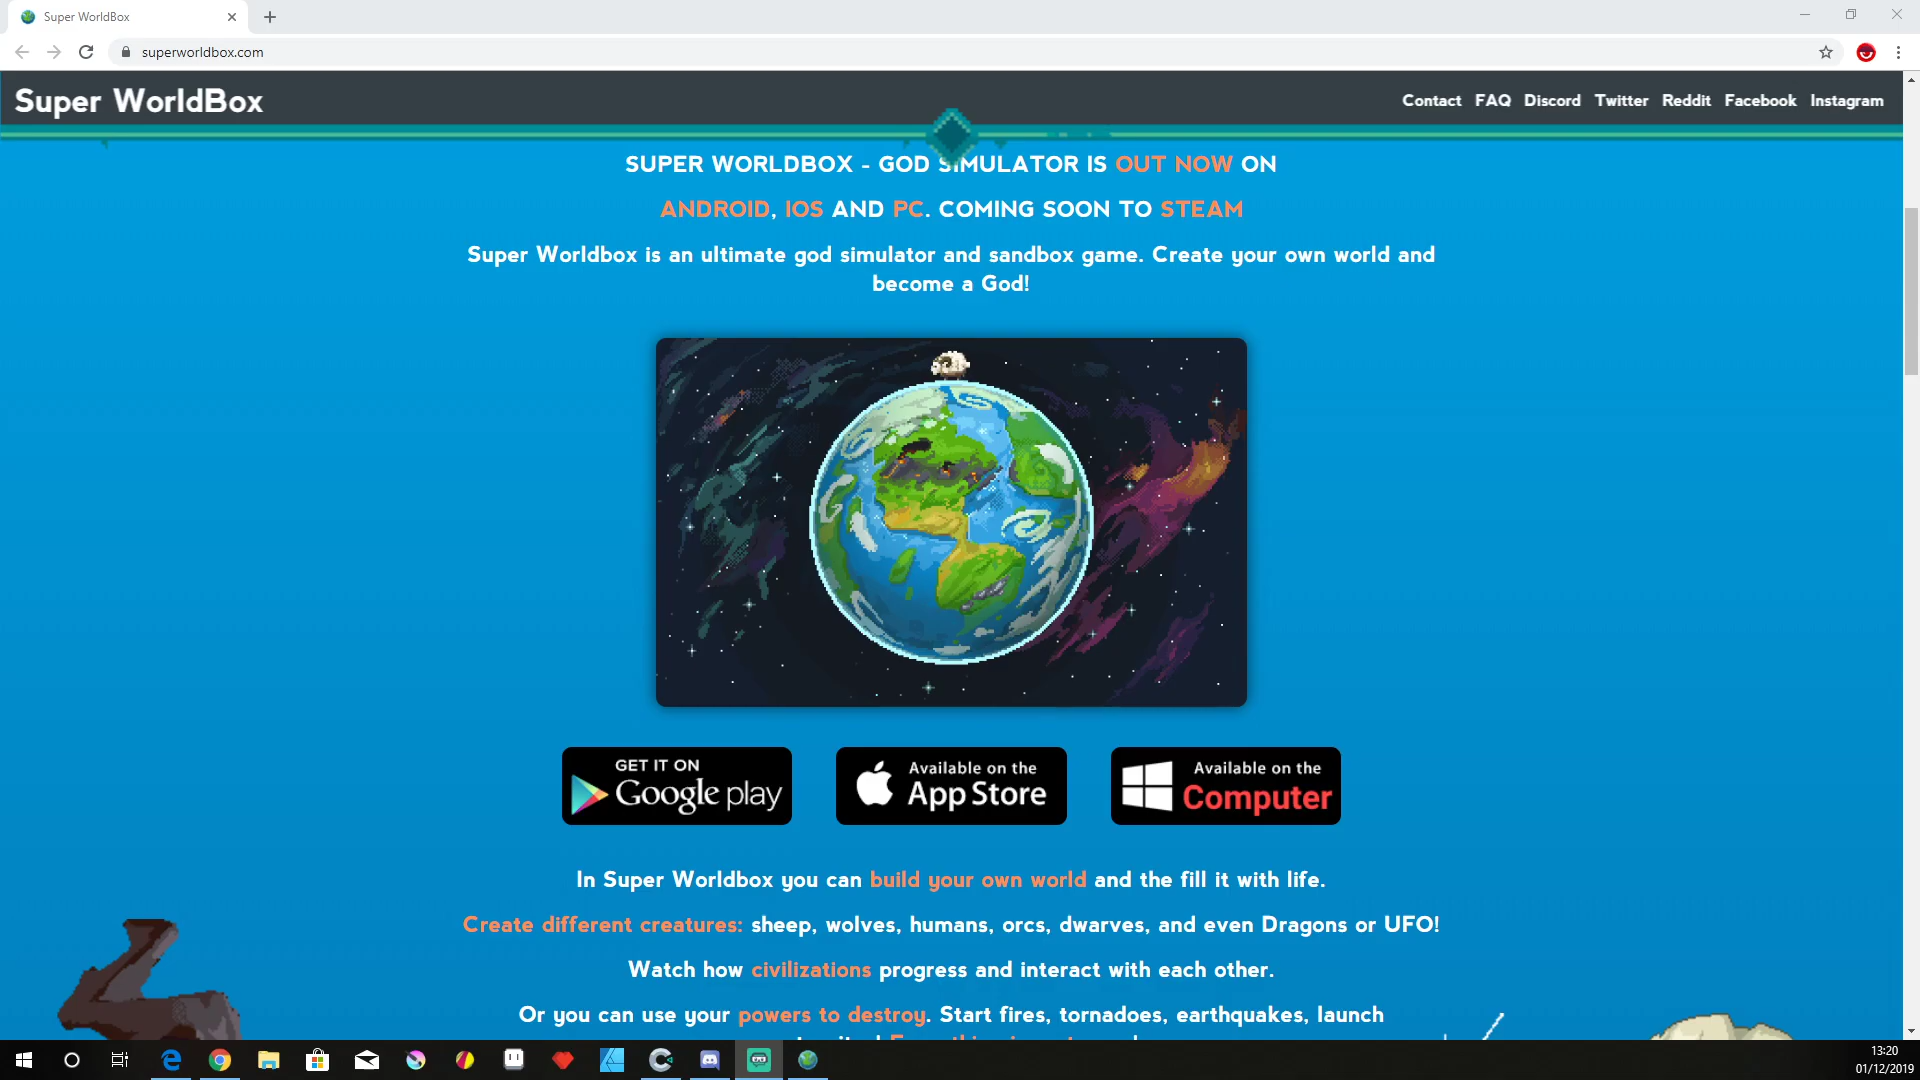 Super WorldBox
superworldbox.com
Super WorldBox
Contact FAQ Discord Twitter Reddit Facebook Instagram
SUPER WORLDBOX - GOD SIMULATOR IS OUT NOW ON
ANDROID, IOS AND PC. COMING SOON TO STEAM
Super Worldbox is an ultimate god simulator and sandbox game. Create your own world and
become a God!
GET IT ON
Google play
Available on the
App Store
Available on the
Computer
In Super Worldbox you can build your own world and the fill it with life.
Create different creatures: sheep, wolves, humans, orcs, dwarves, and even Dragons or UFO!
Watch how civilizations progress and interact with each other.
Or you can use your powers to destroy. Start fires, tornadoes, earthquakes, launch
13:20
01/12/2019